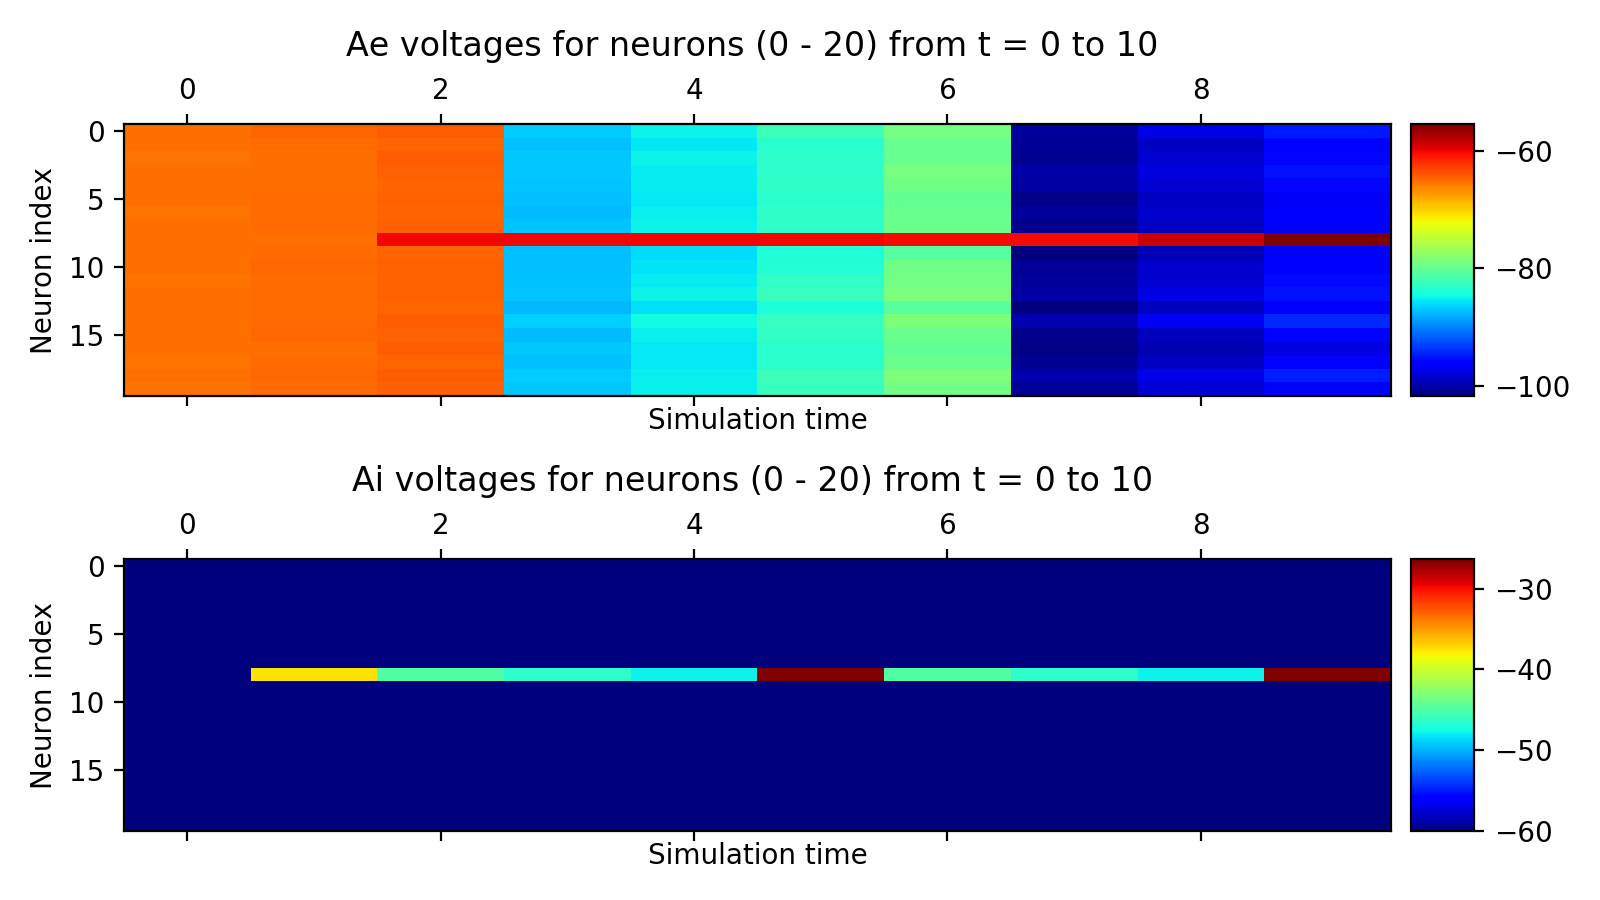 Ae voltages for neurons (0 - 20) from t = 0 to 10
0 2 4 6 8
Neuron index
0
5
10
15
Simulation time
−60
−80
−100
Ai voltages for neurons (0 - 20) from t = 0 to 10
0 2 4 6 8
Neuron index
0
5
10
15
Simulation time
−30
−40
−50
−60